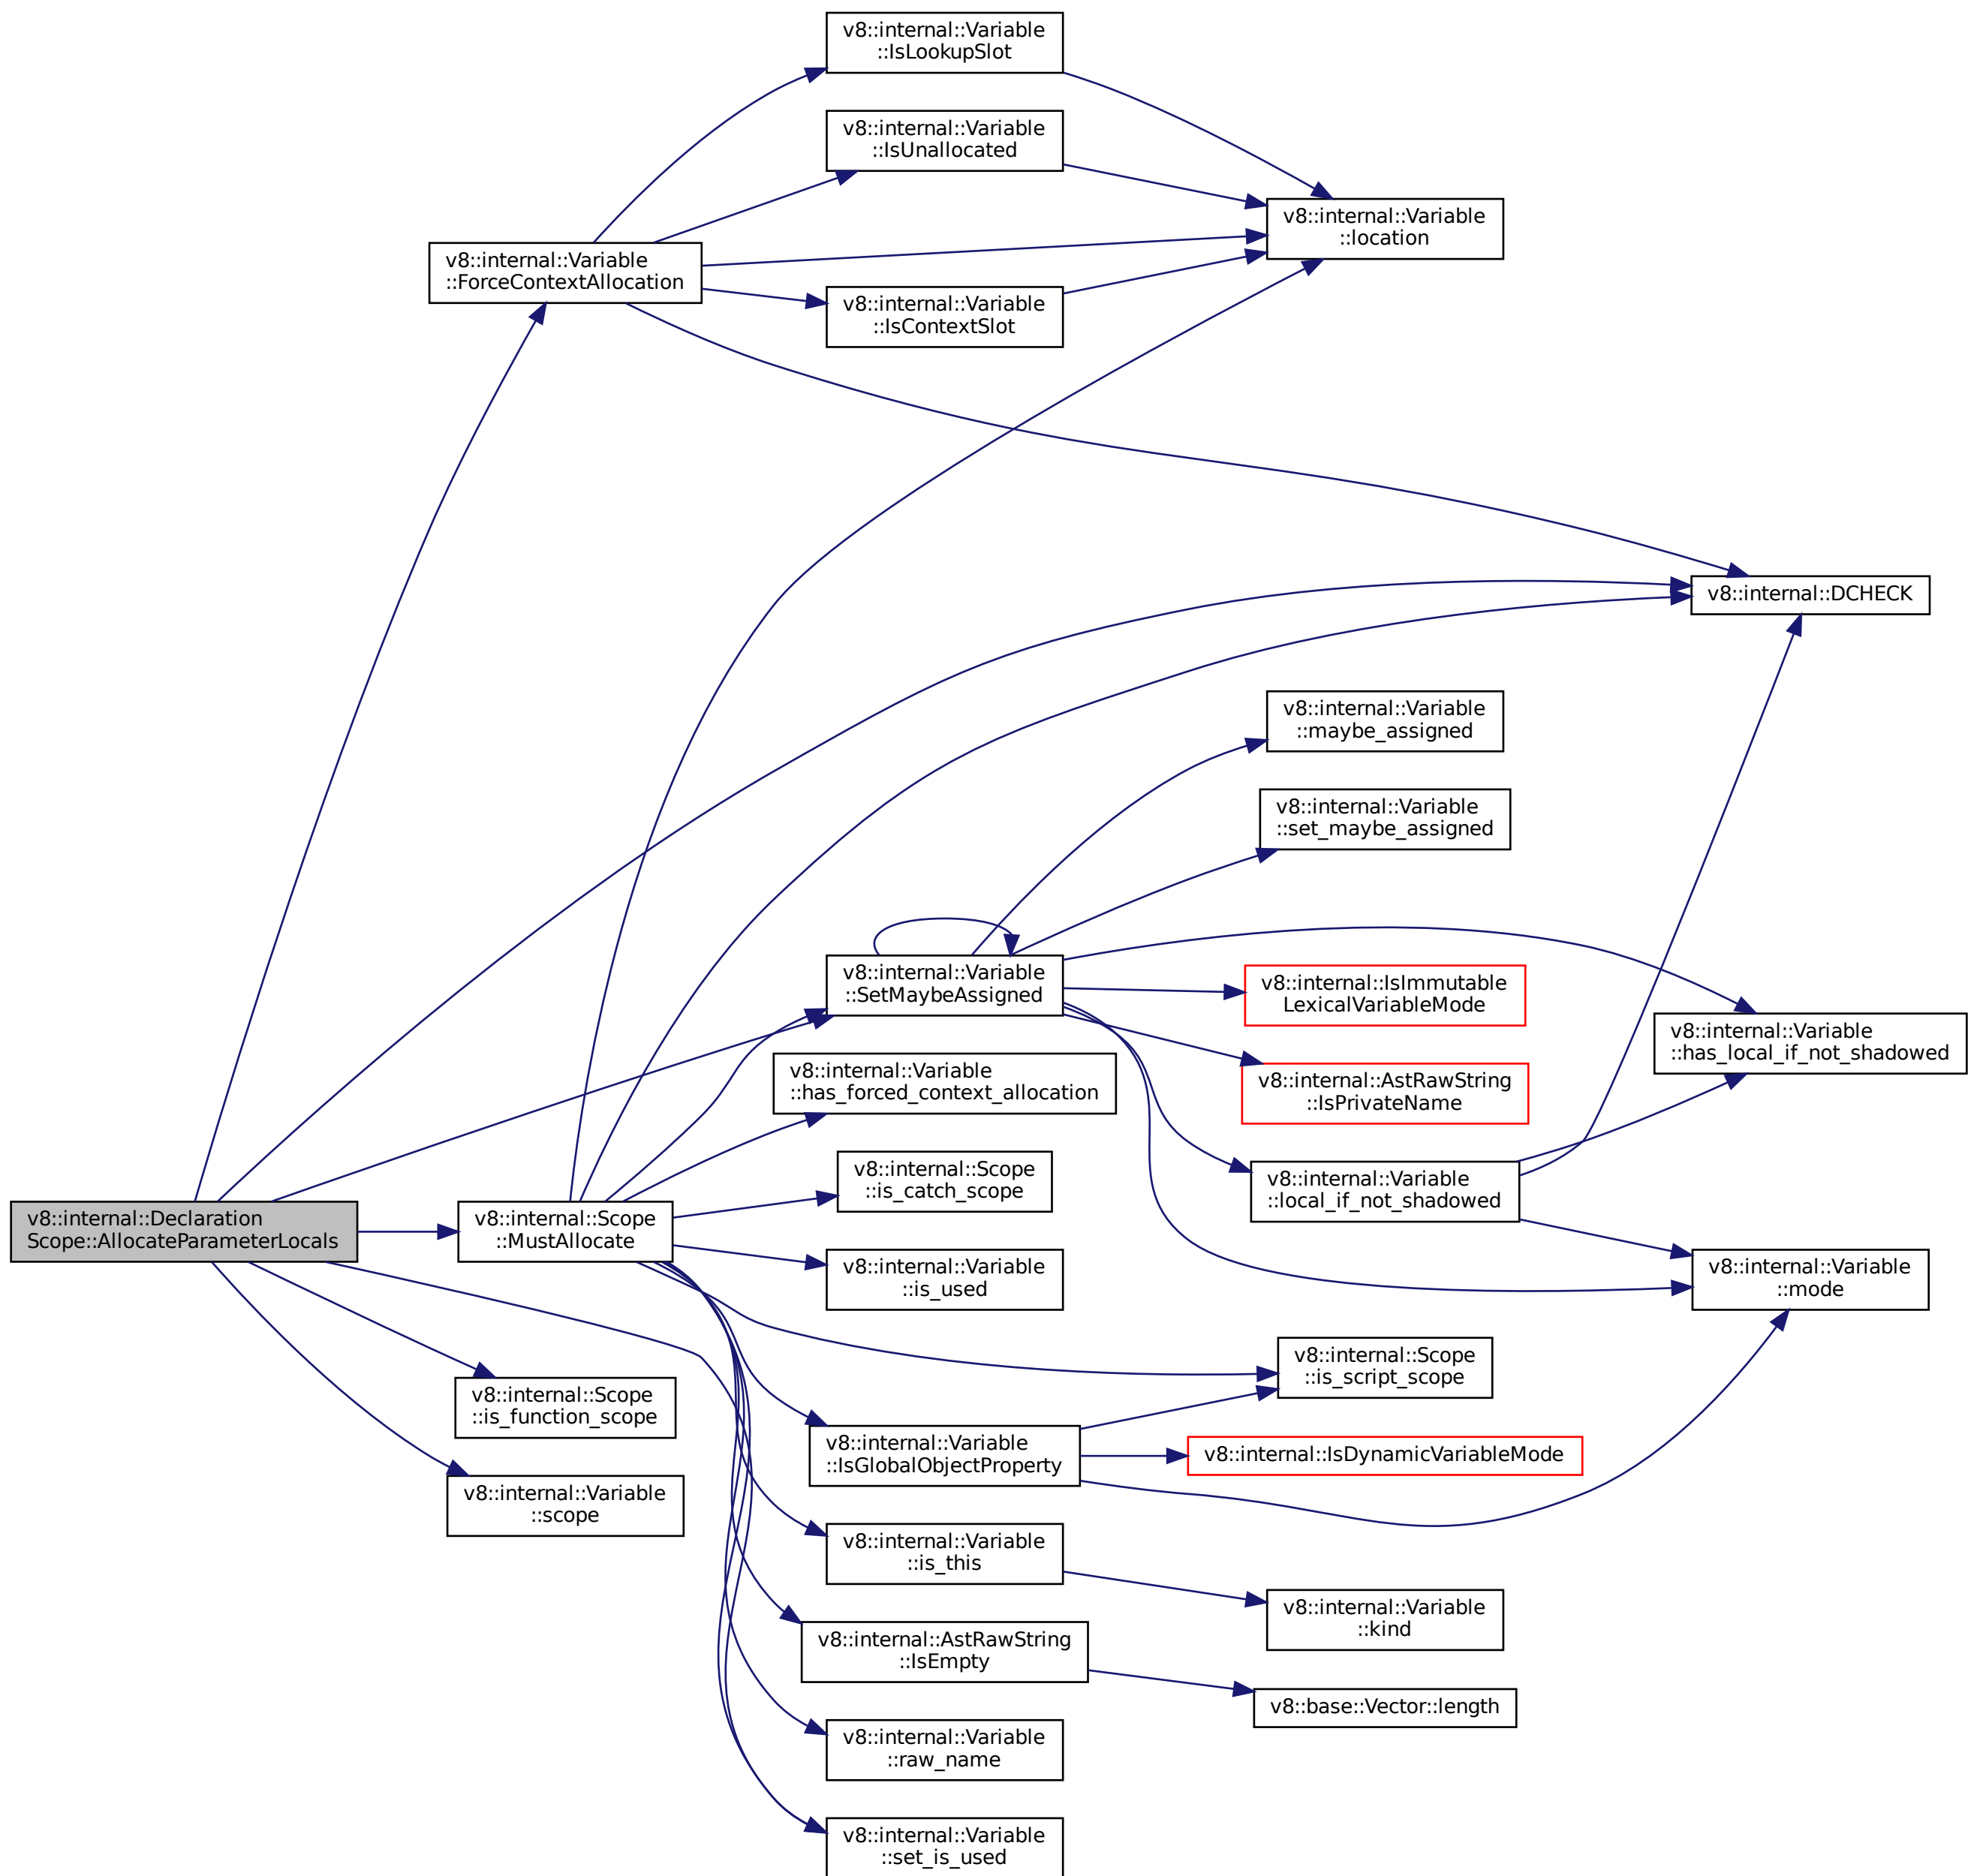 v8::internal::Variable
::IsLookupSlot
v8::internal::Variable
::IsUnallocated
v8::internal::Variable
::location
v8::internal::Variable
::ForceContextAllocation
v8::internal::Variable
::IsContextSlot
v8::internal::DCHECK
v8::internal::Variable
::maybe_assigned
v8::internal::Variable
::set_maybe_assigned
v8::internal::Variable
::SetMaybeAssigned
v8::internal::IsImmutable
LexicalVariableMode
v8::internal::Variable
::has_local_if_not_shadowed
v8::internal::Variable
::has_forced_context_allocation
v8::internal::AstRawString
::IsPrivateName
v8::internal::Scope
::is_catch_scope
v8::internal::Variable
::local_if_not_shadowed
v8::internal::Declaration
Scope::AllocateParameterLocals
v8::internal::Scope
::MustAllocate
v8::internal::Variable
::is_used
v8::internal::Variable
::mode
v8::internal::Scope
::is_script_scope
v8::internal::Scope
::is_function_scope
v8::internal::Variable
::IsGlobalObjectProperty
v8::internal::IsDynamicVariableMode
v8::internal::Variable
::scope
v8::internal::Variable
::is_this
v8::internal::Variable
::kind
v8::internal::AstRawString
::IsEmpty
v8::base::Vector::length
v8::internal::Variable
::raw_name
v8::internal::Variable
::set_is_used